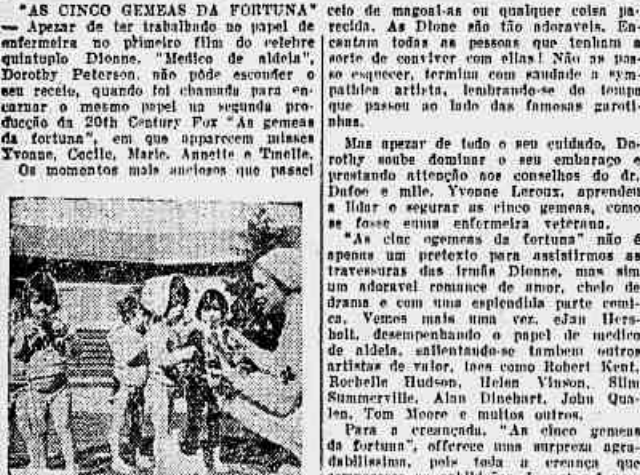 "AS CINCO GEMEAS DA FORTUNA"
— Apezar de ter trabalhado no papel de
enfermeira no primeiro film do celebre
quintuplo Dionne, "Medico de aldeia",
Dorothy Peterson, não póde esconder o
seu receio, quando foi chamada para en-
carnar o mesmo papel na segunda pro-
ducção da 20th Century Fox "As gemeas
da fortuna", em que apparecem misses
Yvonne, Cecile, Marie, Annette e
Os momentos mais anciosos que passei
ceio de magoal-as ou qualquer coisa pa-
recida. As Dione são tão adoraveis. En-
cantam todas as pessoas que tenham a
sorte de conviver com ellas! Não as pas-
so esquecer, termina com saudade a sym-
pathica artista, lembrando-se do tempo
que passou ao lado das famosas garoti
nhas.
Mas apezar de todo o seu cuidado, Do-
rothy soube dominar o seu embaraço e
prestando attenção aos conselhos do dr.
Dafoe e mlle. Yvonne Leroux, aprendeu
a lidar e segurar as cinco gemeas, como
se fosse enma enfermeira veterana.
"As cinc ogemeas da fortuna" não é
apenas um pretexto para assistirmos as
travessuras das irmãs Dionne, mas sim
um adoravel romance de amor, cheio de
drama e com uma esplendida parte comi-
ca. Vemos mais uma vez, eJan Hers-
holt, desempenhando o papel de medico
de aldeia, salientando-se tambem outro
artistas de valor, taes como Robert Kent,
Rochelle Hudson, Helen Vinson, Slim
Summerville, Alan Dinehart, John Qua-
len, Tom Moore e muitos outros.
Para a creançada, "As cinco gemeas
da fortuna", offerece uma surpreza agra-
dabilissima, pois toda a creança que